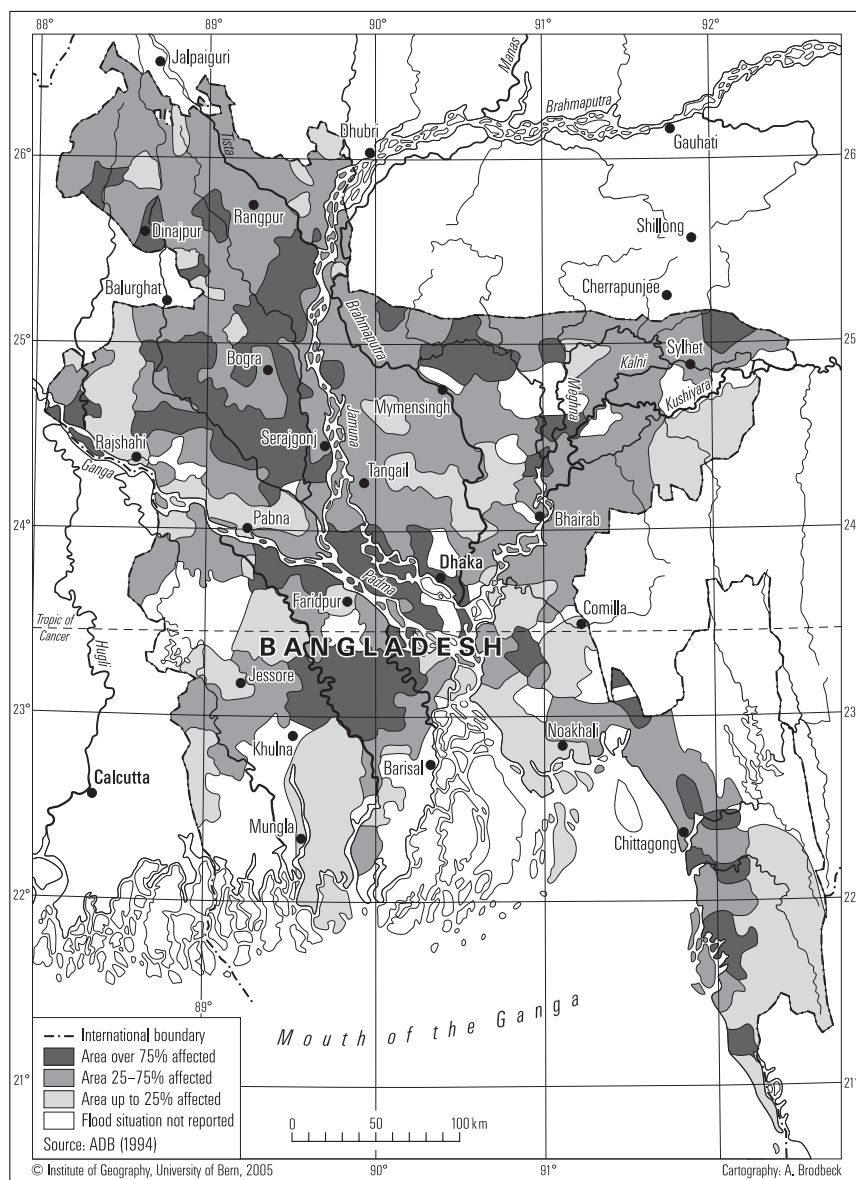 88° 89° 90° 91° 92°
Jalpaiguri
Manas
Brahmaputra
Dhubri
Gauhati
Tista
26° 26°
Rangpur
Dinajpur
Shillong
Balurghat
Cherrapunjee
25° 25°
Brahmaputra
Bogra
Kalni
Sylhet
Mymensingh
Meghna
Kushiyara
Jamuna
Rajshahi
Serajgonj
Ganga
Tangail
24° 24°
Pabna
Bhairab
Dhaka
Padma
Faridpur
Comilla
Tropic of
Cancer
BANGLADESH
Hugli
Jessore
23° 23°
Khulna
Noakhali
Barisal
Calcutta
Mungla
Chittagong
22° 22°
89°
Mouth of the Ganga
International boundary
Area over 75% affected
Area 25–75% affected
Area up to 25% affected
Flood situation not reported
Source: ADB (1994)
21° 21°
0 50 100 km
© Institute of Geography, University of Bern, 2005 90° 91° Cartography: A. Brodbeck